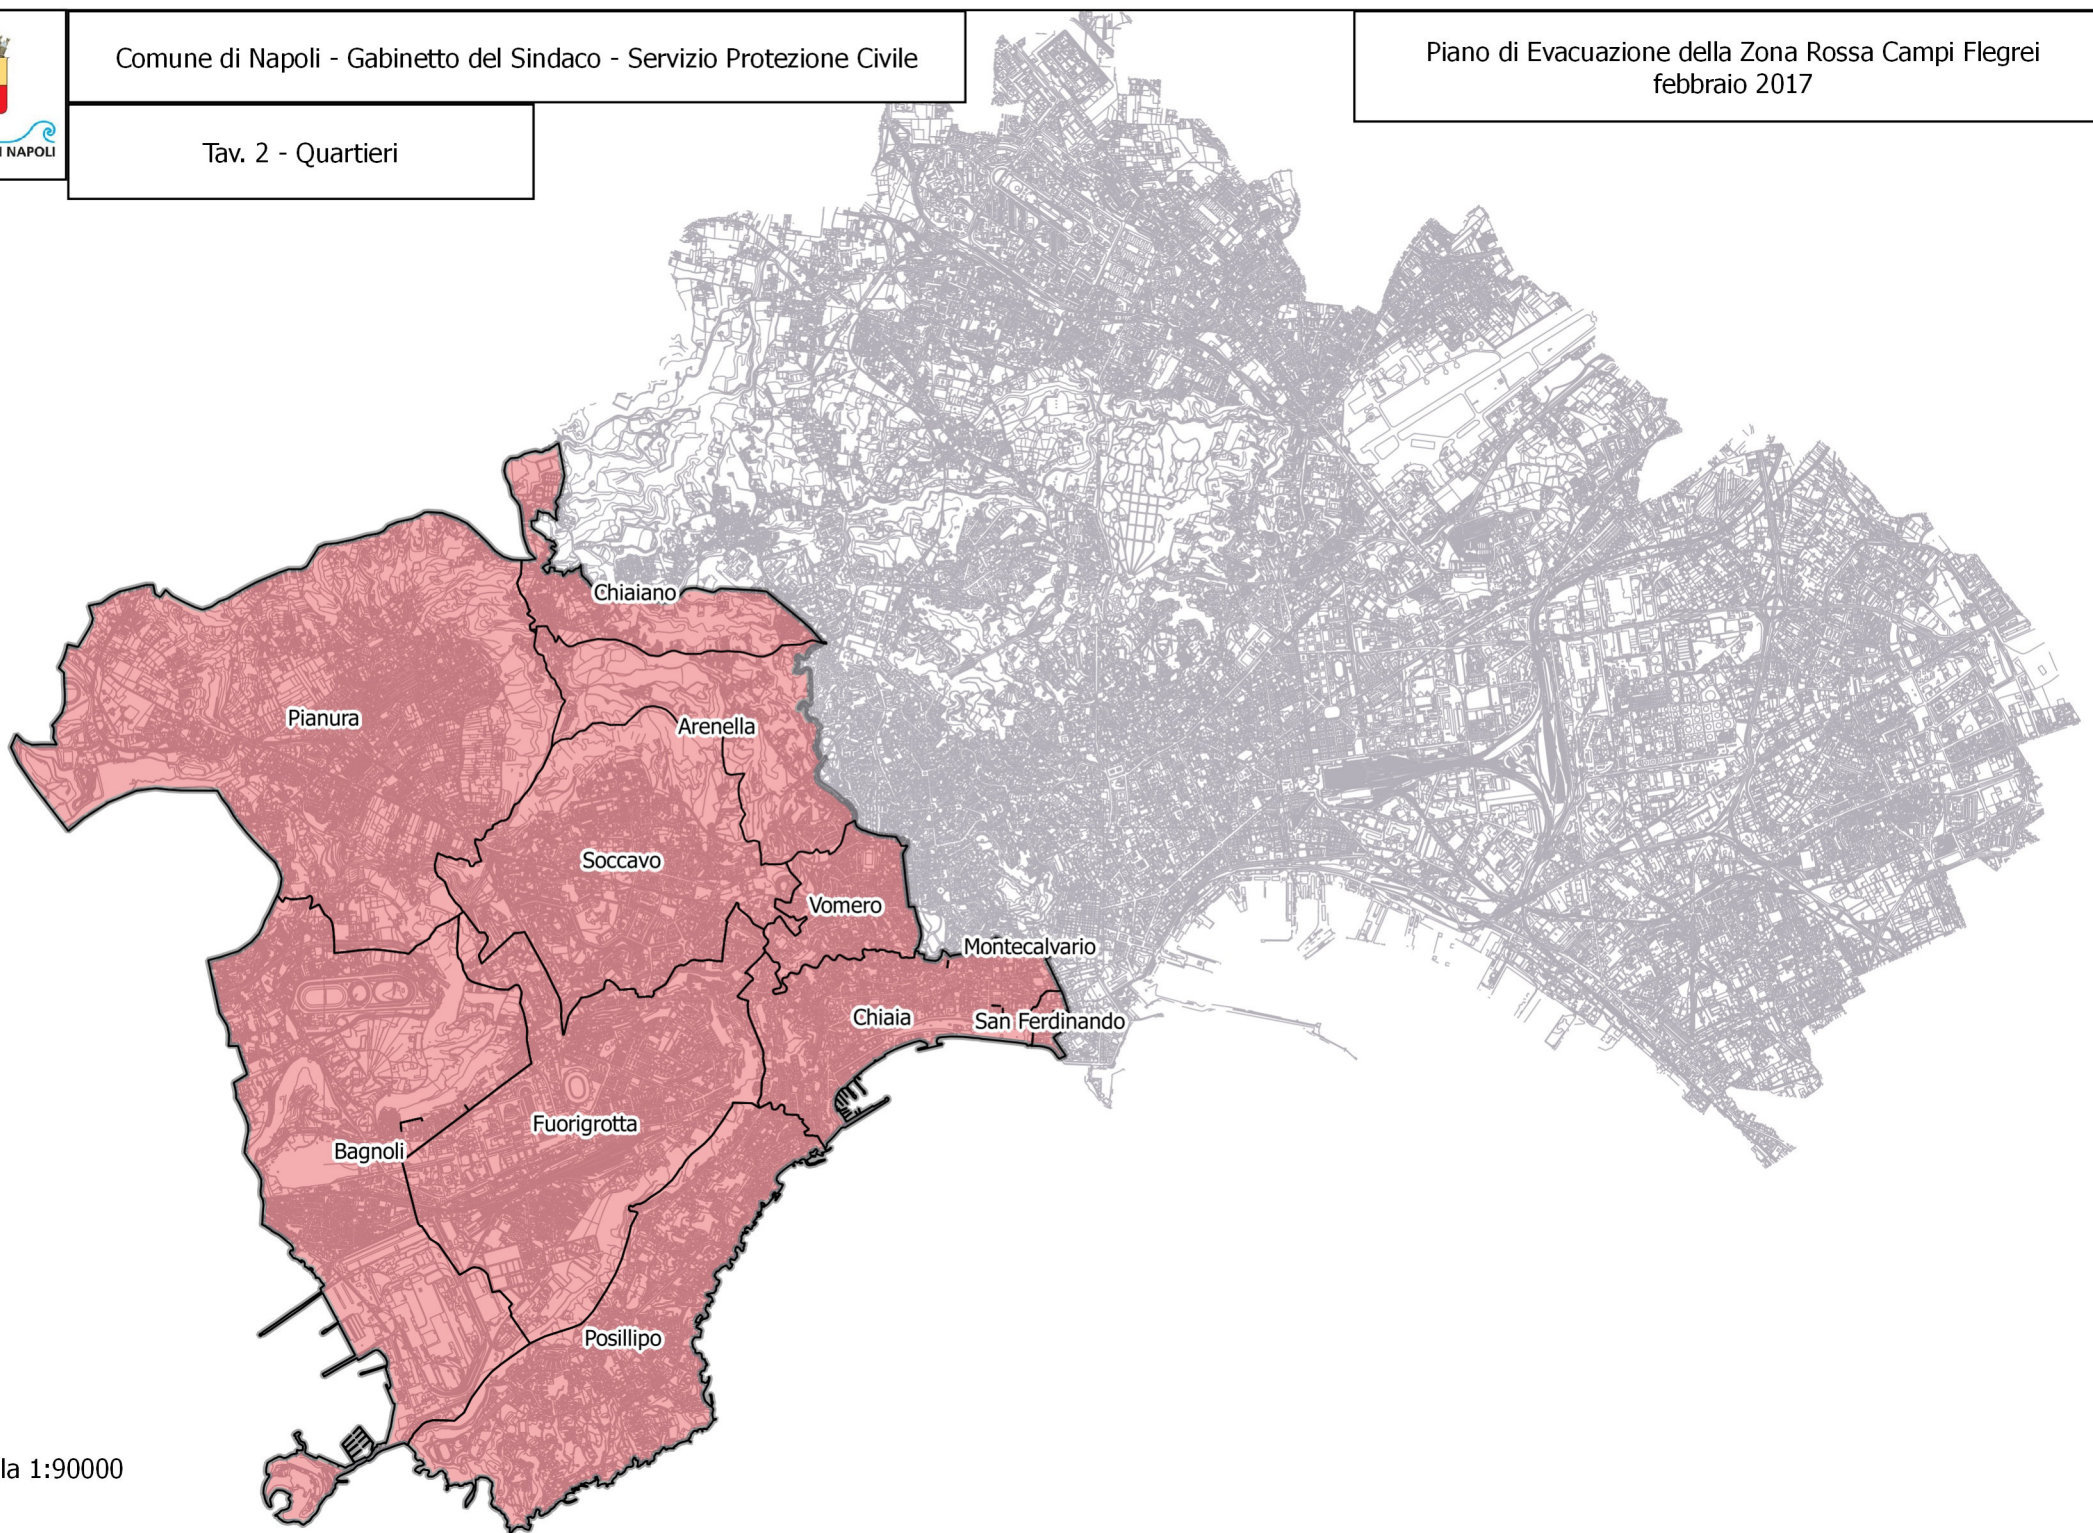 Comune di Napoli - Gabinetto del Sindaco - Servizio Protezione Civile
Piano di Evacuazione della Zona Rossa Campi Flegrei
febbraio 2017
NAPOLI
Tav. 2 - Quartieri
Chiaiano
Pianura
Arenella
Soccavo
Vomero
Montecalvario
Chiaia
San Ferdinando
Fuorigrotta
Bagnoli
Posillipo
la 1:90000